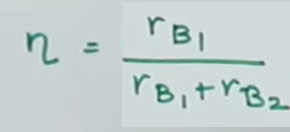 η = r_B₁ / (r_B₁ + r_B₂)